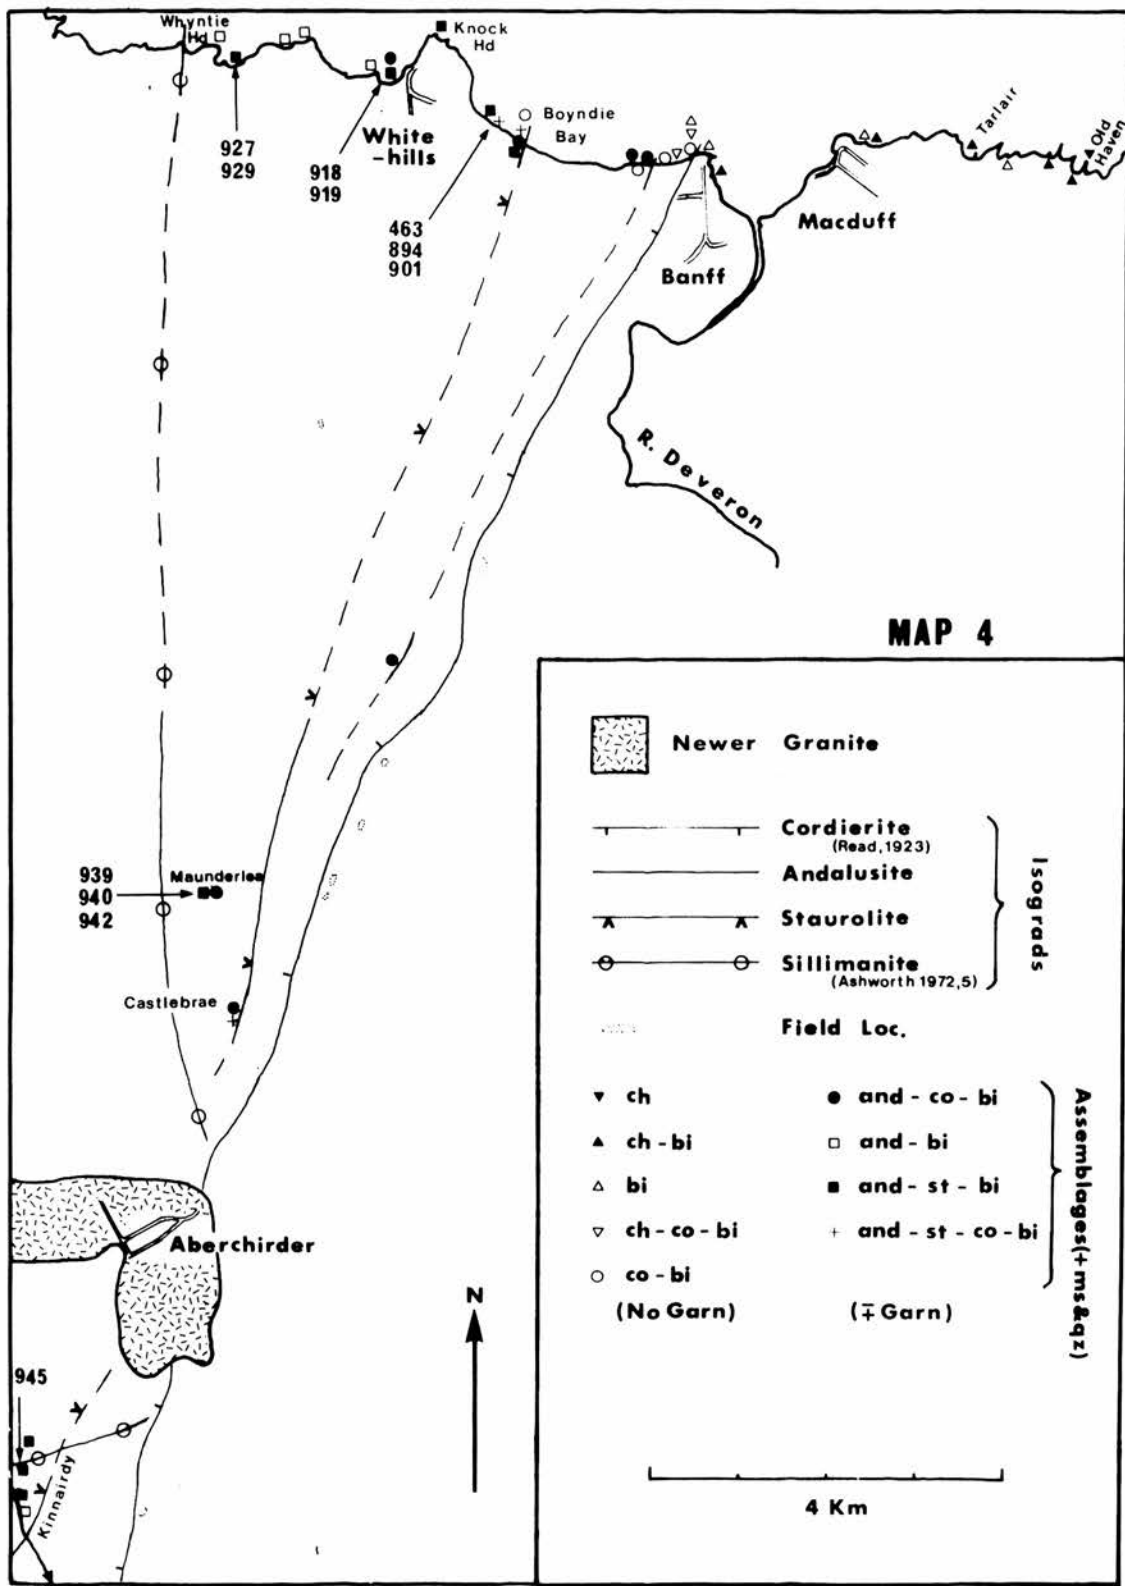 Whyntie
Hd
Knock
Hd
Boyndie
Bay
White
-hills
927
929
918
919
463
894
901
Tarlair
Old
Haven
Macduff
Banff
R. Deveron
MAP 4
939
940
942
Maunderlea
Castlebrae
Aberchirder
945
Kinnairdy
N
Newer Granite
Cordierite
(Read, 1923)
Andalusite
Staurolite
Sillimanite
(Ashworth 1972,5)
Isograds
Field Loc.
ch
ch-bi
bi
ch-co-bi
co-bi
(No Garn)
and-co-bi
and-bi
and-st-bi
and-st-co-bi
(∓Garn)
Assemblages(+ms&qz)
4 Km